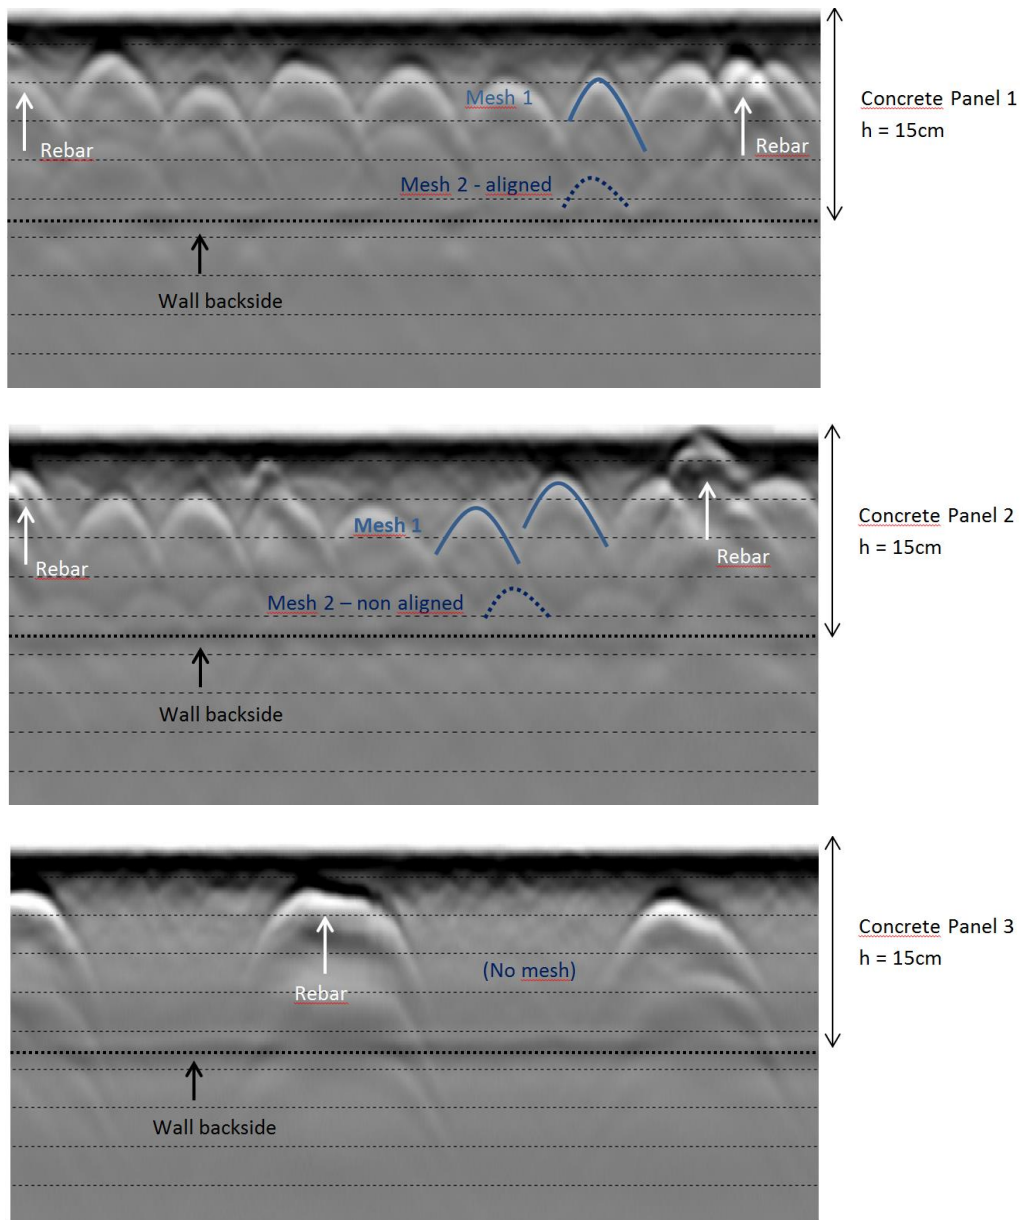 Mesh 1
Concrete Panel 1
h = 15cm
Rebar
Rebar
Mesh 2 - aligned
Wall backside
Concrete Panel 2
h = 15cm
Mesh 1
Rebar
Rebar
Mesh 2 – non aligned
Wall backside
Concrete Panel 3
h = 15cm
(No mesh)
Rebar
Wall backside